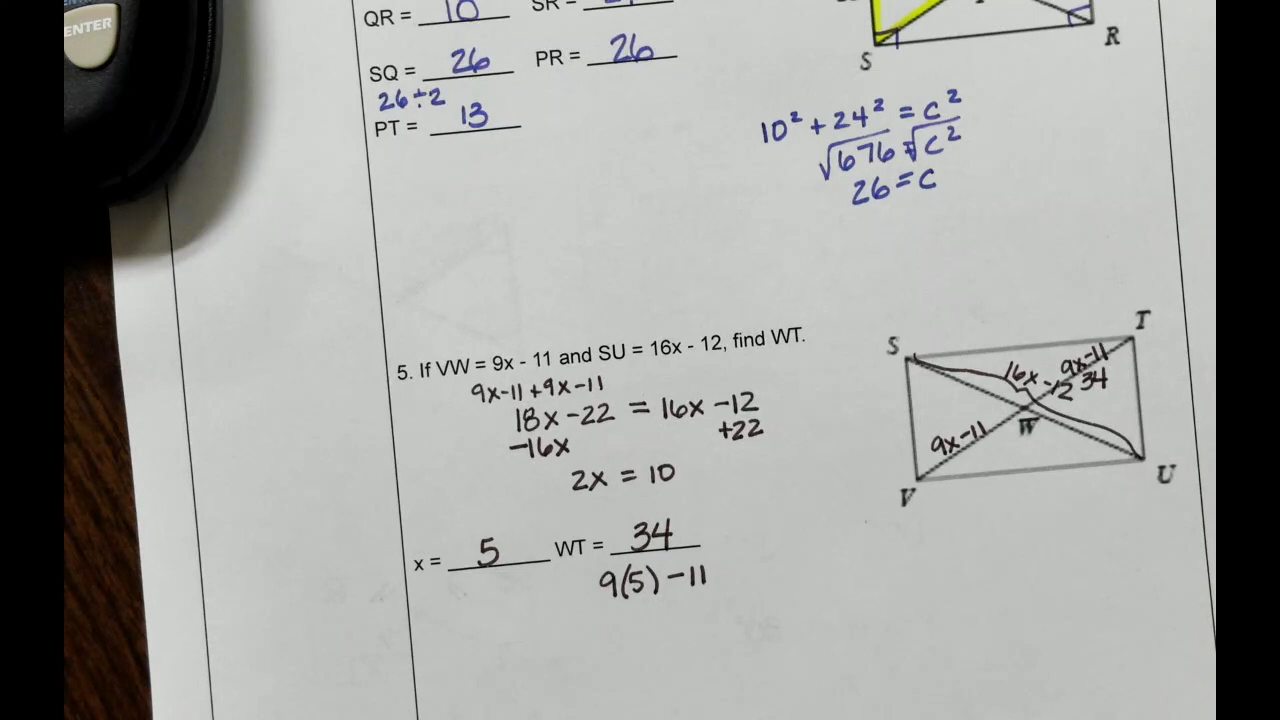 ENTER
QR = 10 SR =
SQ = 26 PR = 26
26 ÷ 2
PT = 13
S
R
10² + 24² = c²
√676 = √c²
26 = c
5. If VW = 9x - 11 and SU = 16x - 12, find WT.
9x-11 + 9x-11
18x - 22 = 16x - 12
-16x +22
2x = 10
x = 5 WT = 34
9(5) - 11
S
T
16x - 12
9x-11
34
9x-11
W
V
U